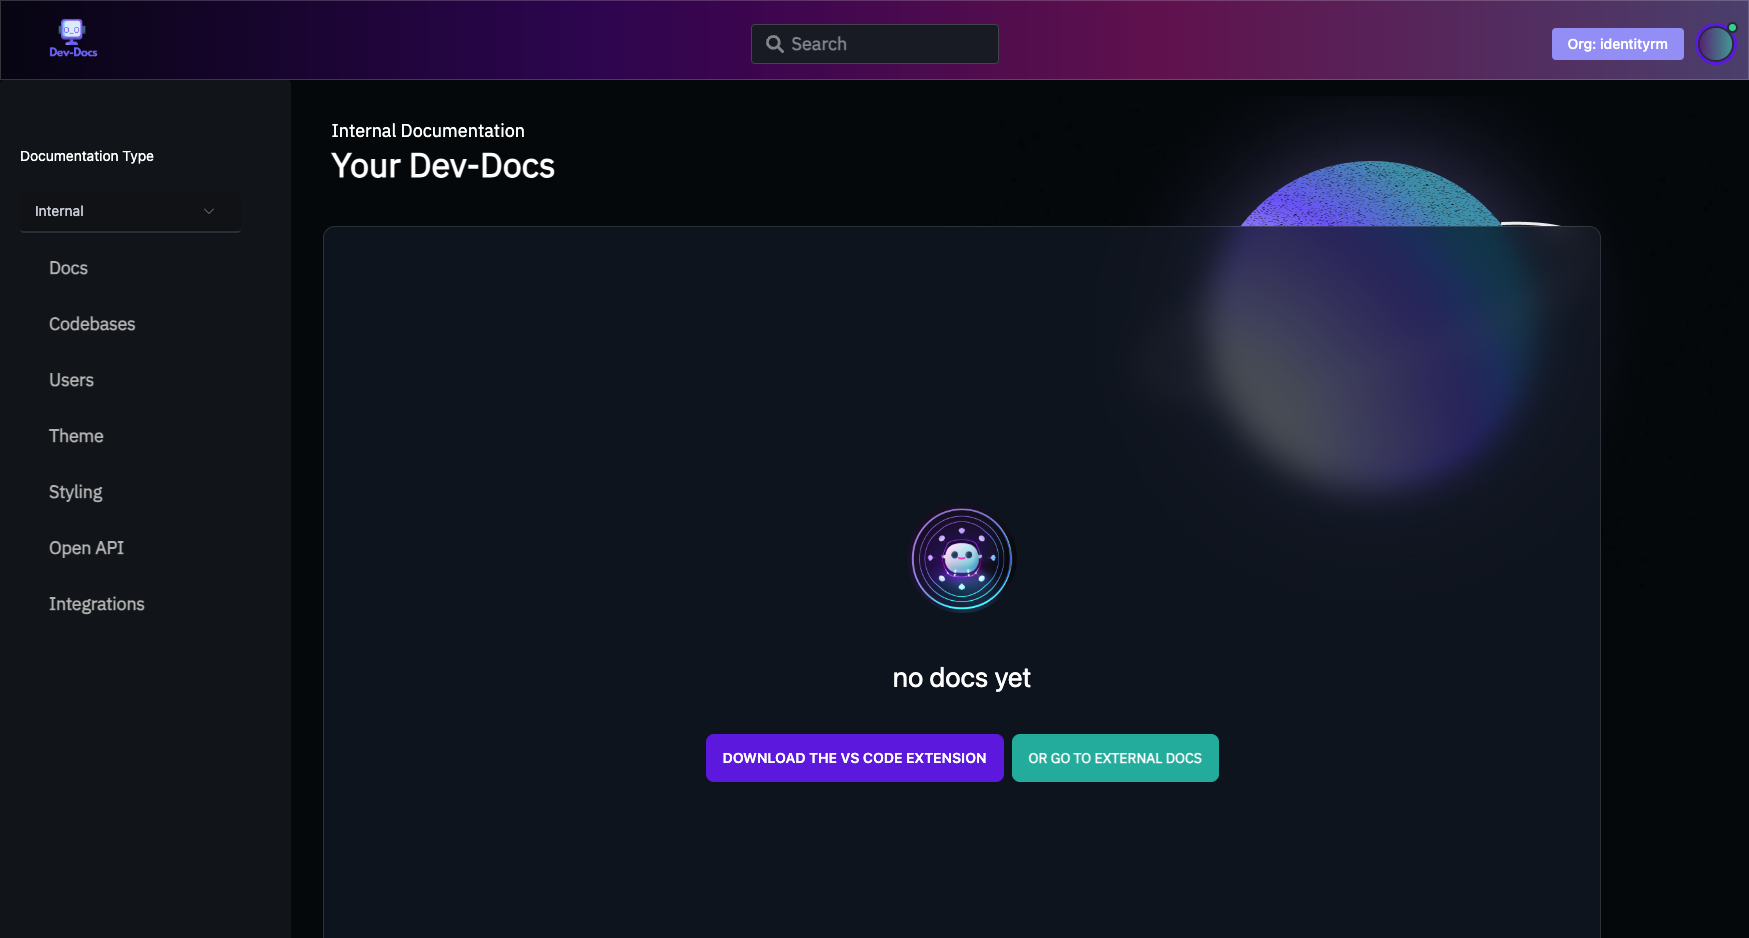 Dev-Docs
Search
Org: identityrm
Documentation Type
Internal
Docs
Codebases
Users
Theme
Styling
Open API
Integrations
Internal Documentation
Your Dev-Docs
no docs yet
DOWNLOAD THE VS CODE EXTENSION
OR GO TO EXTERNAL DOCS